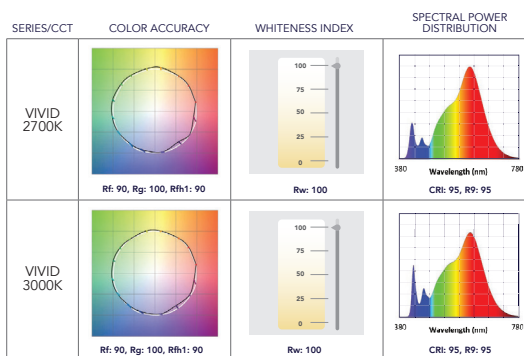 SERIES/CCT
COLOR ACCURACY
WHITENESS INDEX
SPECTRAL POWER
DISTRIBUTION
VIVID
2700K
Rf: 90, Rg: 100, Rfh1: 90
100
75
50
25
0
Rw: 100
380
Wavelength (nm)
780
CRI: 95, R9: 95
VIVID
3000K
Rf: 90, Rg: 100, Rfh1: 90
100
75
50
25
0
Rw: 100
380
Wavelength (nm)
780
CRI: 95, R9: 95